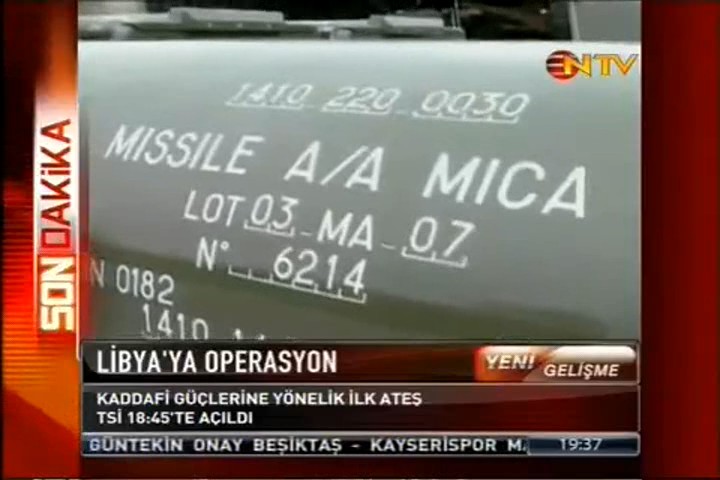 NTV
SON DAKİKA
1410 220 0030
MISSILE A/A MICA
LOT 03 - MA - 07
N° 6214
N 0182
1410
LİBYA'YA OPERASYON
YENİ GELİŞME
KADDAFİ GÜÇLERİNE YÖNELİK İLK ATEŞ
TSİ 18:45'TE AÇILDI
GÜNTEKİN ONAY BEŞİKTAŞ - KAYSERİSPOR
19:37